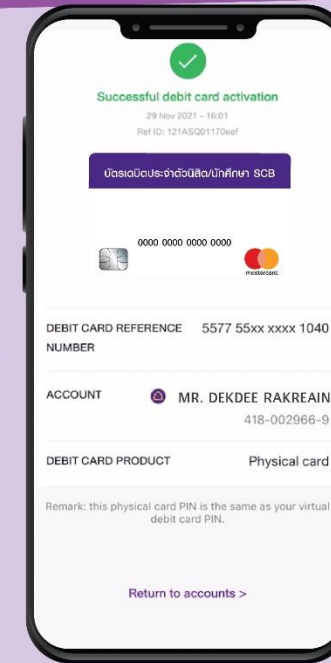 Successful debit card activation
29 Nov 2021 - 16:01
Ref ID: 121ASQ01170eef
บัตรเดบิตประจำตัวนิสิต/นักศึกษา SCB
0000 0000 0000 0000
mastercard.
DEBIT CARD REFERENCE 5577 55xx xxxx 1040
NUMBER
ACCOUNT MR. DEKDEE RAKREAIN
418-002966-9
DEBIT CARD PRODUCT Physical card
Remark: this physical card PIN is the same as your virtual
debit card PIN.
Return to accounts >